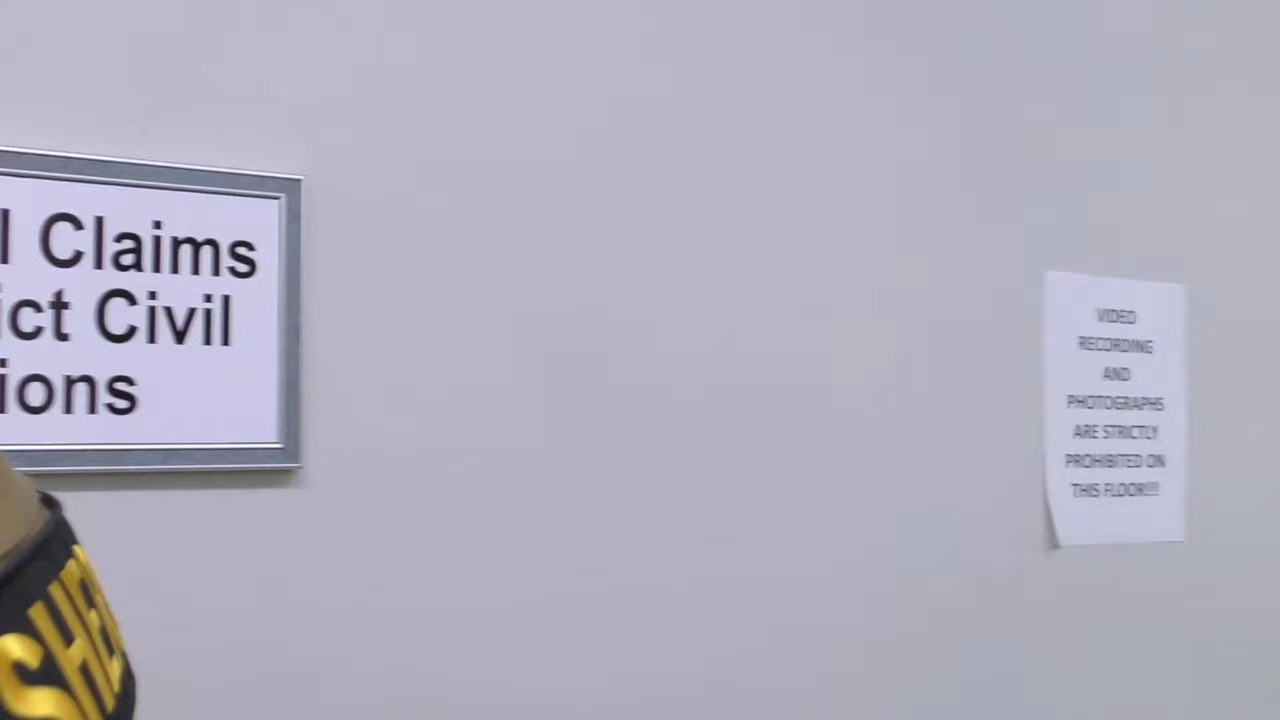 l Claims
ict Civil
ions
VIDEO
RECORDING
AND
PHOTOGRAPHS
ARE STRICTLY
PROHIBITED ON
THIS FLOOR!!!!
SHE